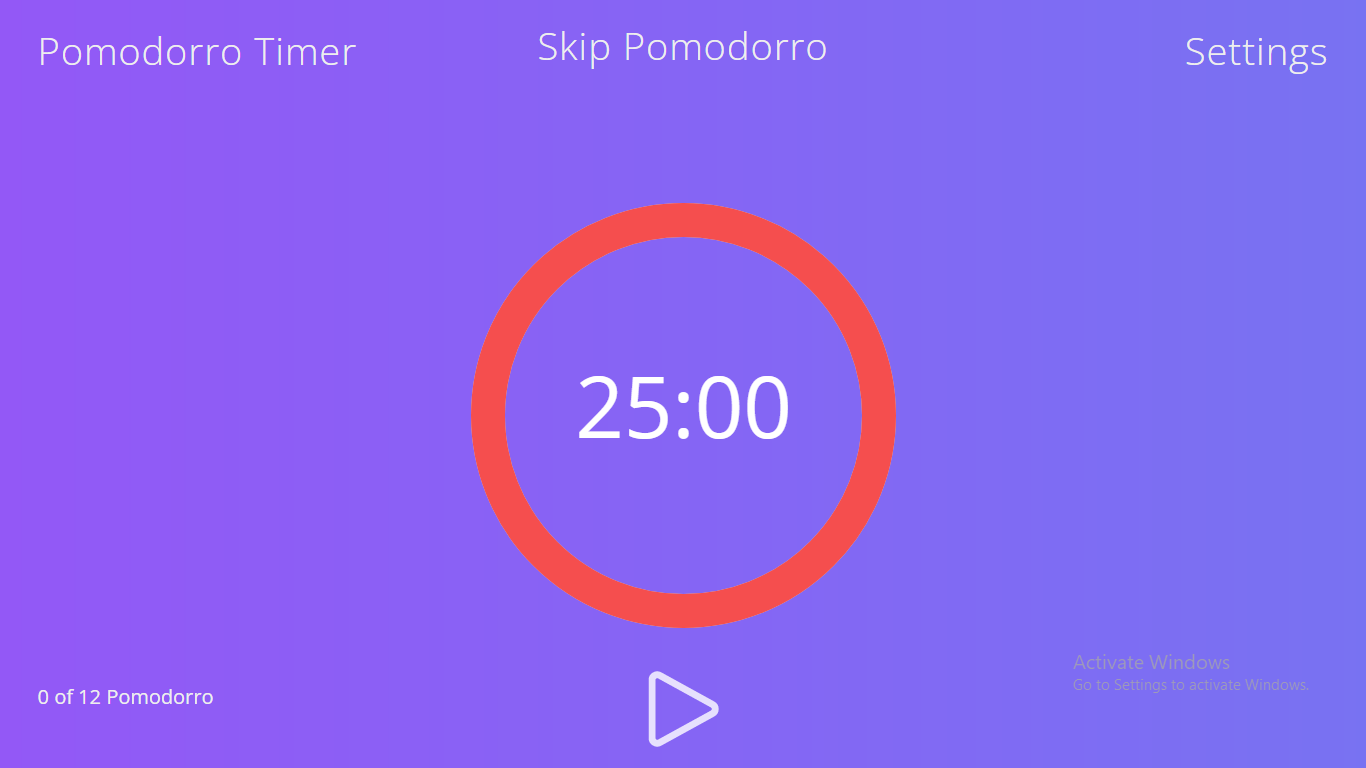 Pomodorro Timer
Skip Pomodorro
Settings
25:00
0 of 12 Pomodorro
Activate Windows
Go to Settings to activate Windows.